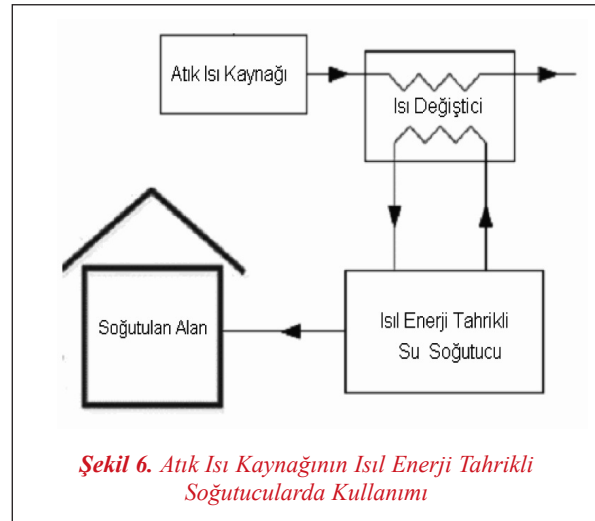 Atık Isı Kaynağı
Isı Değiştici
Soğutulan Alan
Isıl Enerji Tahrikli
Su Soğutucu
Şekil 6. Atık Isı Kaynağının Isıl Enerji Tahrikli
Soğutucularda Kullanımı